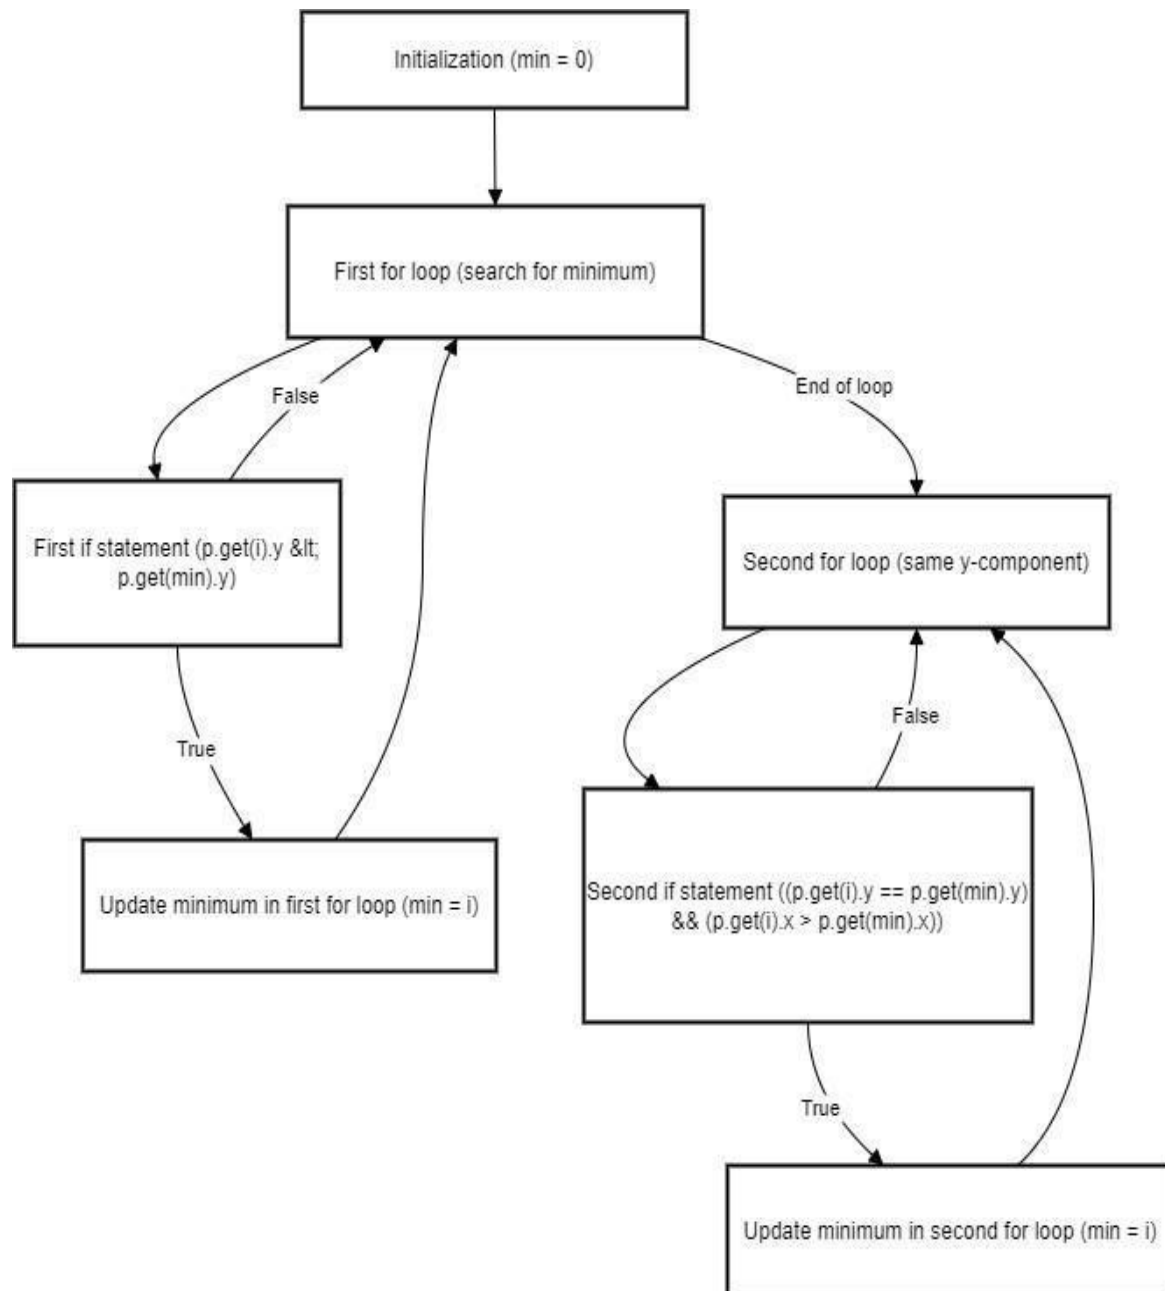 Initialization (min = 0)
First for loop (search for minimum)
False
End of loop
First if statement (p.get(i).y &lt;
p.get(min).y)
Second for loop (same y-component)
True
False
Update minimum in first for loop (min = i)
Second if statement ((p.get(i).y == p.get(min).y)
&& (p.get(i).x > p.get(min).x))
True
Update minimum in second for loop (min = i)